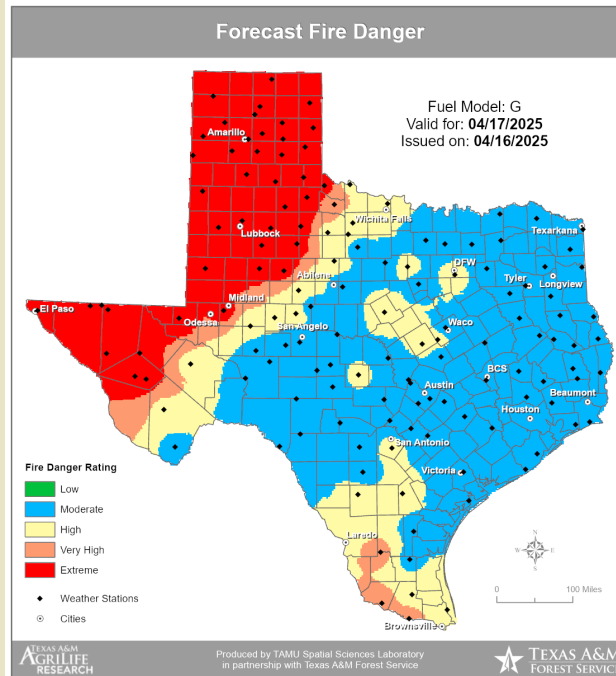 Forecast Fire Danger
Fuel Model: G
Valid for: 04/17/2025
Issued on: 04/16/2025
Amarillo
Wichita Falls
Texarkana
Lubbock
DFW
Tyler
Longview
Abilene
Midland
El Paso
Odessa
San Angelo
Waco
BCS
Austin
Beaumont
Houston
San Antonio
Victoria
Laredo
Brownsville
Fire Danger Rating
Low
Moderate
High
Very High
Extreme
Weather Stations
Cities
N
W
E
S
0 100 Miles
TEXAS A&M
AGRILIFE
RESEARCH
Produced by TAMU Spatial Sciences Laboratory
in partnership with Texas A&M Forest Service
TEXAS A&M
FOREST SERVICE